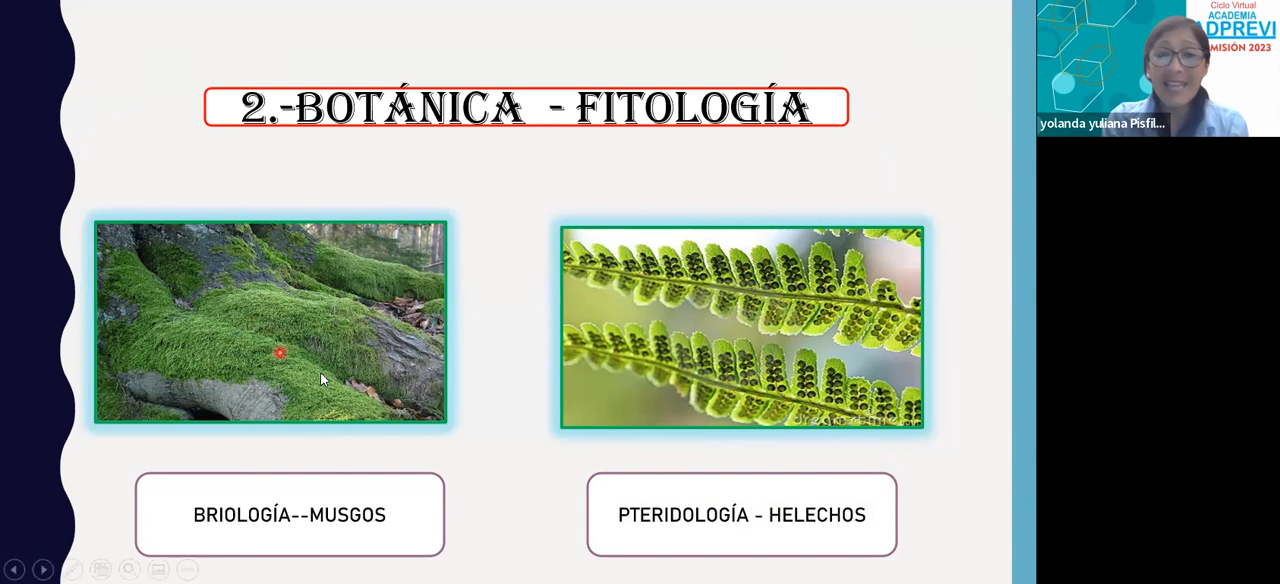 2.-BOTÁNICA - FITOLOGÍA
BRIOLOGÍA--MUSGOS
PTERIDOLOGÍA - HELECHOS
Ciclo Virtual
ACADEMIA
ADPREVI
MISIÓN 2023
yolanda yuliana Pisfil...